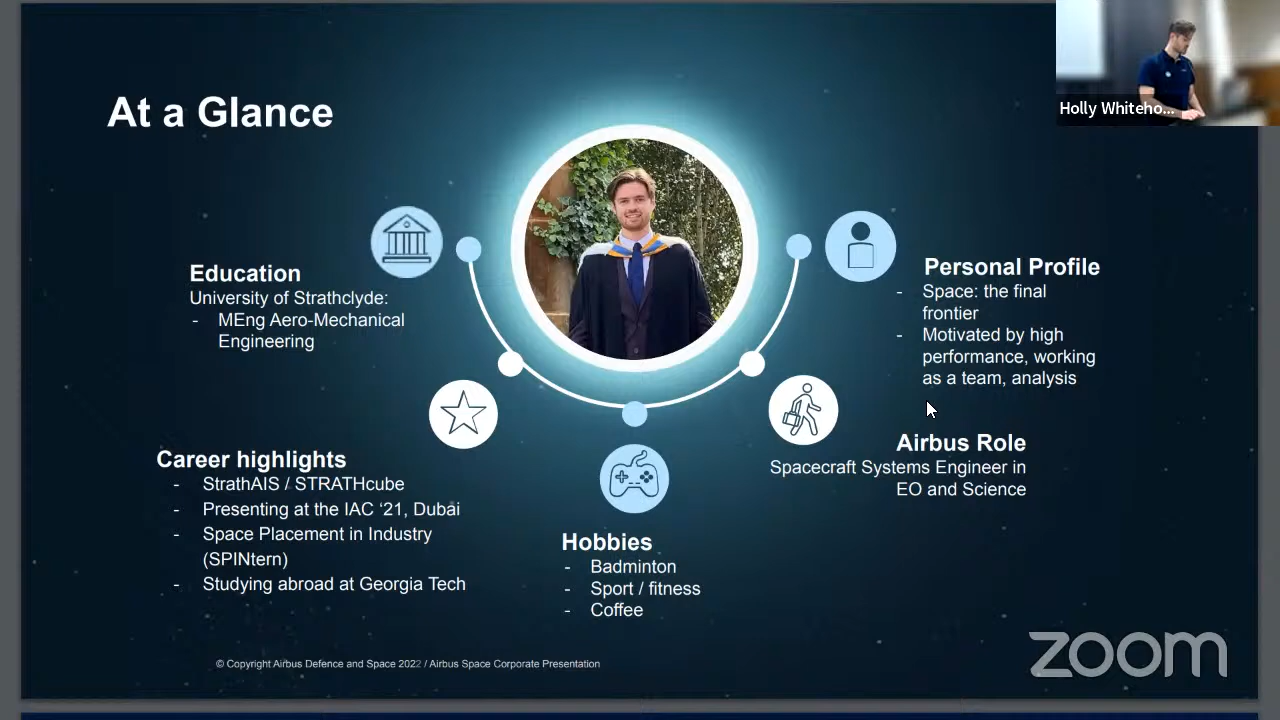 At a Glance
Holly Whiteho...
Education
University of Strathclyde:
- MEng Aero-Mechanical
Engineering
Personal Profile
- Space: the final
frontier
- Motivated by high
performance, working
as a team, analysis
Career highlights
- StrathAIS / STRATHcube
- Presenting at the IAC ‘21, Dubai
- Space Placement in Industry
(SPINtern)
- Studying abroad at Georgia Tech
Hobbies
- Badminton
- Sport / fitness
- Coffee
Airbus Role
Spacecraft Systems Engineer in
EO and Science
© Copyright Airbus Defence and Space 2022 / Airbus Space Corporate Presentation
zoom